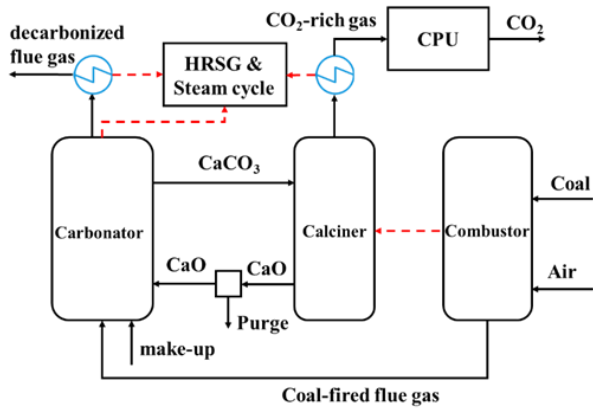 decarbonized
flue gas
HRSG &
Steam cycle
CO₂-rich gas
CPU
CO₂
CaCO₃
Carbonator
Calciner
Combustor
Coal
Air
CaO
CaO
Purge
make-up
Coal-fired flue gas